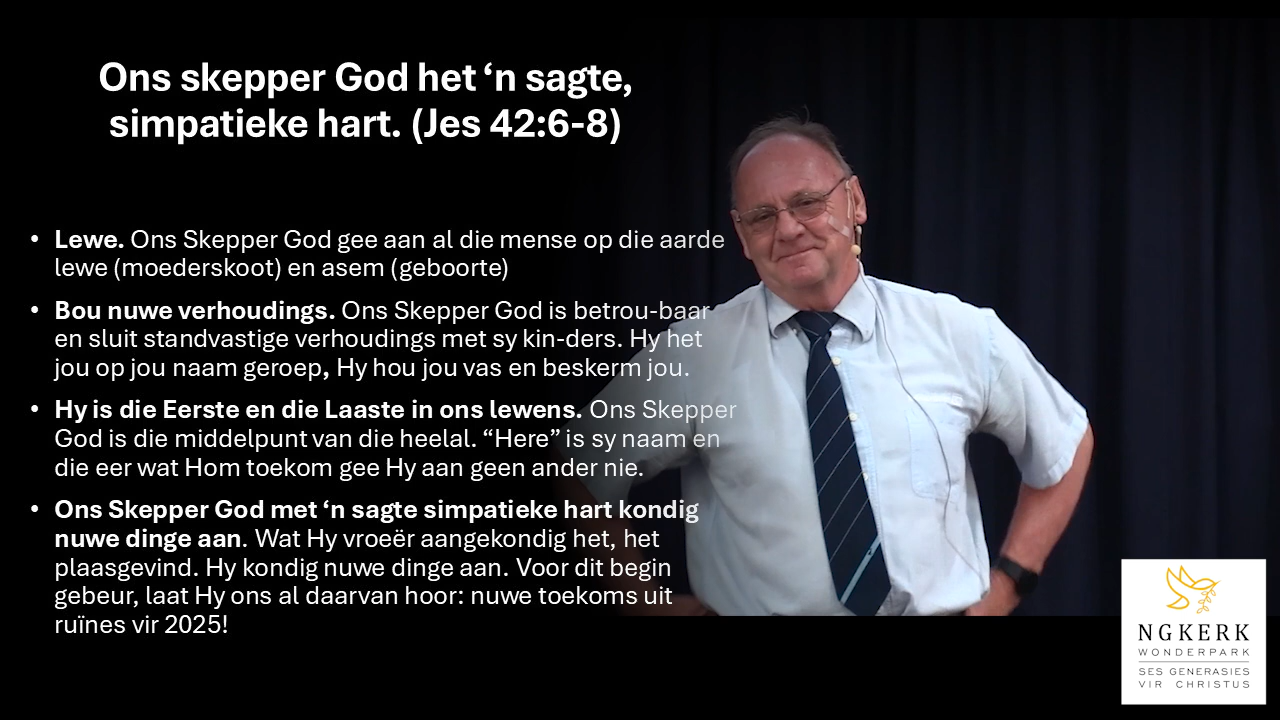 Ons skepper God het ‘n sagte,
simpatieke hart. (Jes 42:6-8)
• Lewe. Ons Skepper God gee aan al die mense op die aarde
lewe (moederskoot) en asem (geboorte)
• Bou nuwe verhoudings. Ons Skepper God is betrou-baar
en sluit standvastige verhoudings met sy kin-ders. Hy het
jou op jou naam geroep, Hy hou jou vas en beskerm jou.
• Hy is die Eerste en die Laaste in ons lewens. Ons Skepper
God is die middelpunt van die heelal. “Here” is sy naam en
die eer wat Hom toekom gee Hy aan geen ander nie.
• Ons Skepper God met ‘n sagte simpatieke hart kondig
nuwe dinge aan. Wat Hy vroeër aangekondig het, het
plaasgevind. Hy kondig nuwe dinge aan. Voor dit begin
gebeur, laat Hy ons al daarvan hoor: nuwe toekoms uit
ruïnes vir 2025!
NGKERK
WONDERPARK
SES GENERASIES
VIR CHRISTUS